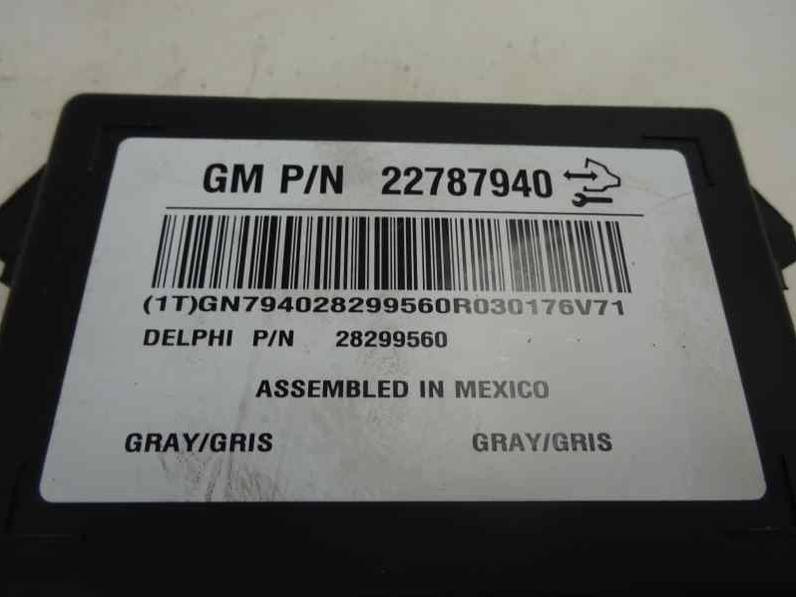 GM P/N 22787940
(1T)GN794028299560R030176V71
DELPHI P/N 28299560
ASSEMBLED IN MEXICO
GRAY/GRIS GRAY/GRIS